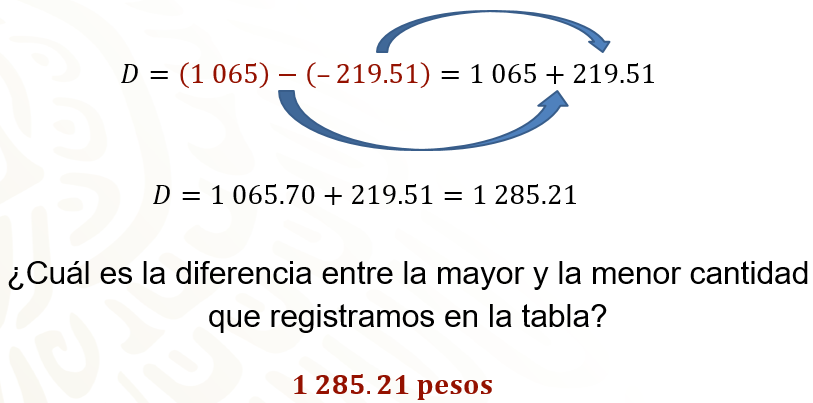 D = (1 065) − (− 219.51) = 1 065 + 219.51
D = 1 065.70 + 219.51 = 1 285.21
¿Cuál es la diferencia entre la mayor y la menor cantidad
que registramos en la tabla?
1 285.21 pesos